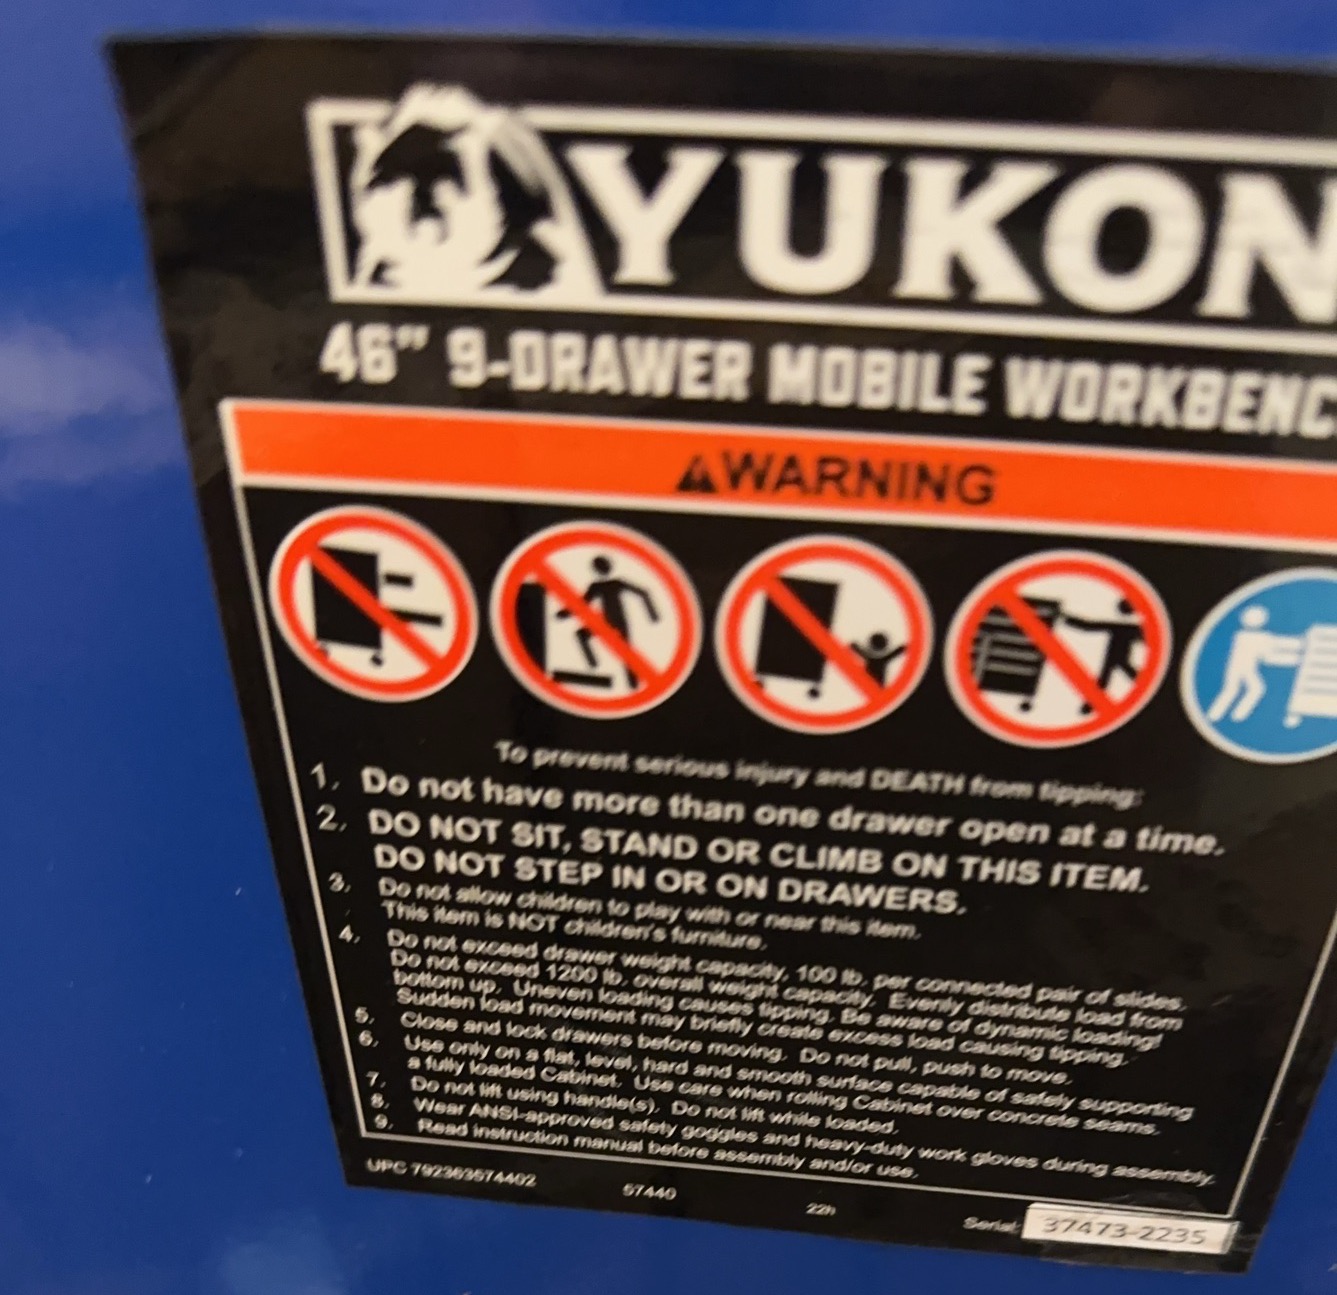 YUKON
46" 9-DRAWER MOBILE WORKBENC
WARNING
To prevent serious injury and DEATH from tipping:
1. Do not have more than one drawer open at a time.
2. DO NOT SIT, STAND OR CLIMB ON THIS ITEM.
DO NOT STEP IN OR ON DRAWERS.
3. Do not allow children to play with or near this item.
This item is NOT children's furniture.
4. Do not exceed drawer weight capacity, 100 lb. per connected pair of slides.
Do not exceed 1200 lb. overall weight capacity. Evenly distribute load from
bottom up. Uneven loading causes tipping. Be aware of dynamic loading!
Sudden load movement may briefly create excess load causing tipping.
5. Close and lock drawers before moving. Do not pull, push to move.
6. Use only on a flat, level, hard and smooth surface capable of safely supporting
a fully loaded Cabinet. Use care when rolling Cabinet over concrete seams.
7. Do not lift using handle(s). Do not lift while loaded.
8. Wear ANSI-approved safety goggles and heavy-duty work gloves during assembly.
9. Read instruction manual before assembly and/or use.
UPC 792363574402 57440 22h Serial: 37473-2235